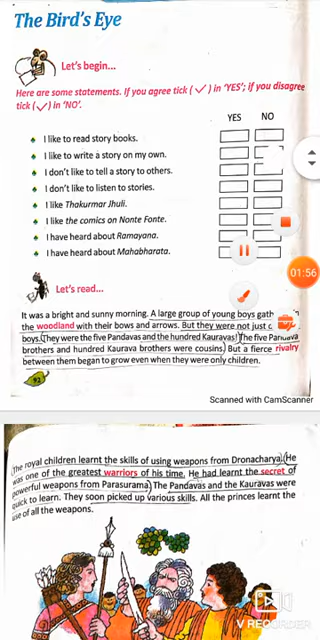 The Bird's Eye
Let's begin...
Here are some statements. If you agree tick (✓) in 'YES'; if you disagree
tick (✓) in 'NO'.
YES NO
I like to read story books.
I like to write a story on my own.
I don't like to tell a story to others.
I don't like to listen to stories.
I like Thakurmar Jhuli.
I like the comics on Nonte Fonte.
I have heard about Ramayana.
I have heard about Mahabharata.
01:56
Let's read...
It was a bright and sunny morning. A large group of young boys gath
the woodland with their bows and arrows. But they were not just
boys. (They were the five Pandavas and the hundred Kauravas!) (The five Pandava
brothers and hundred Kaurava brothers were cousins.) But a fierce rivalry
between them began to grow even when they were only children.
92
Scanned with CamScanner
The royal children learnt the skills of using weapons from Dronacharya. (He
was one of the greatest warriors of his time. He had learnt the secret of
powerful weapons from Parasurama.) The Pandavas and the Kauravas were
quick to learn. They soon picked up various skills. All the princes learnt the
use of all the weapons.
V RECORDER